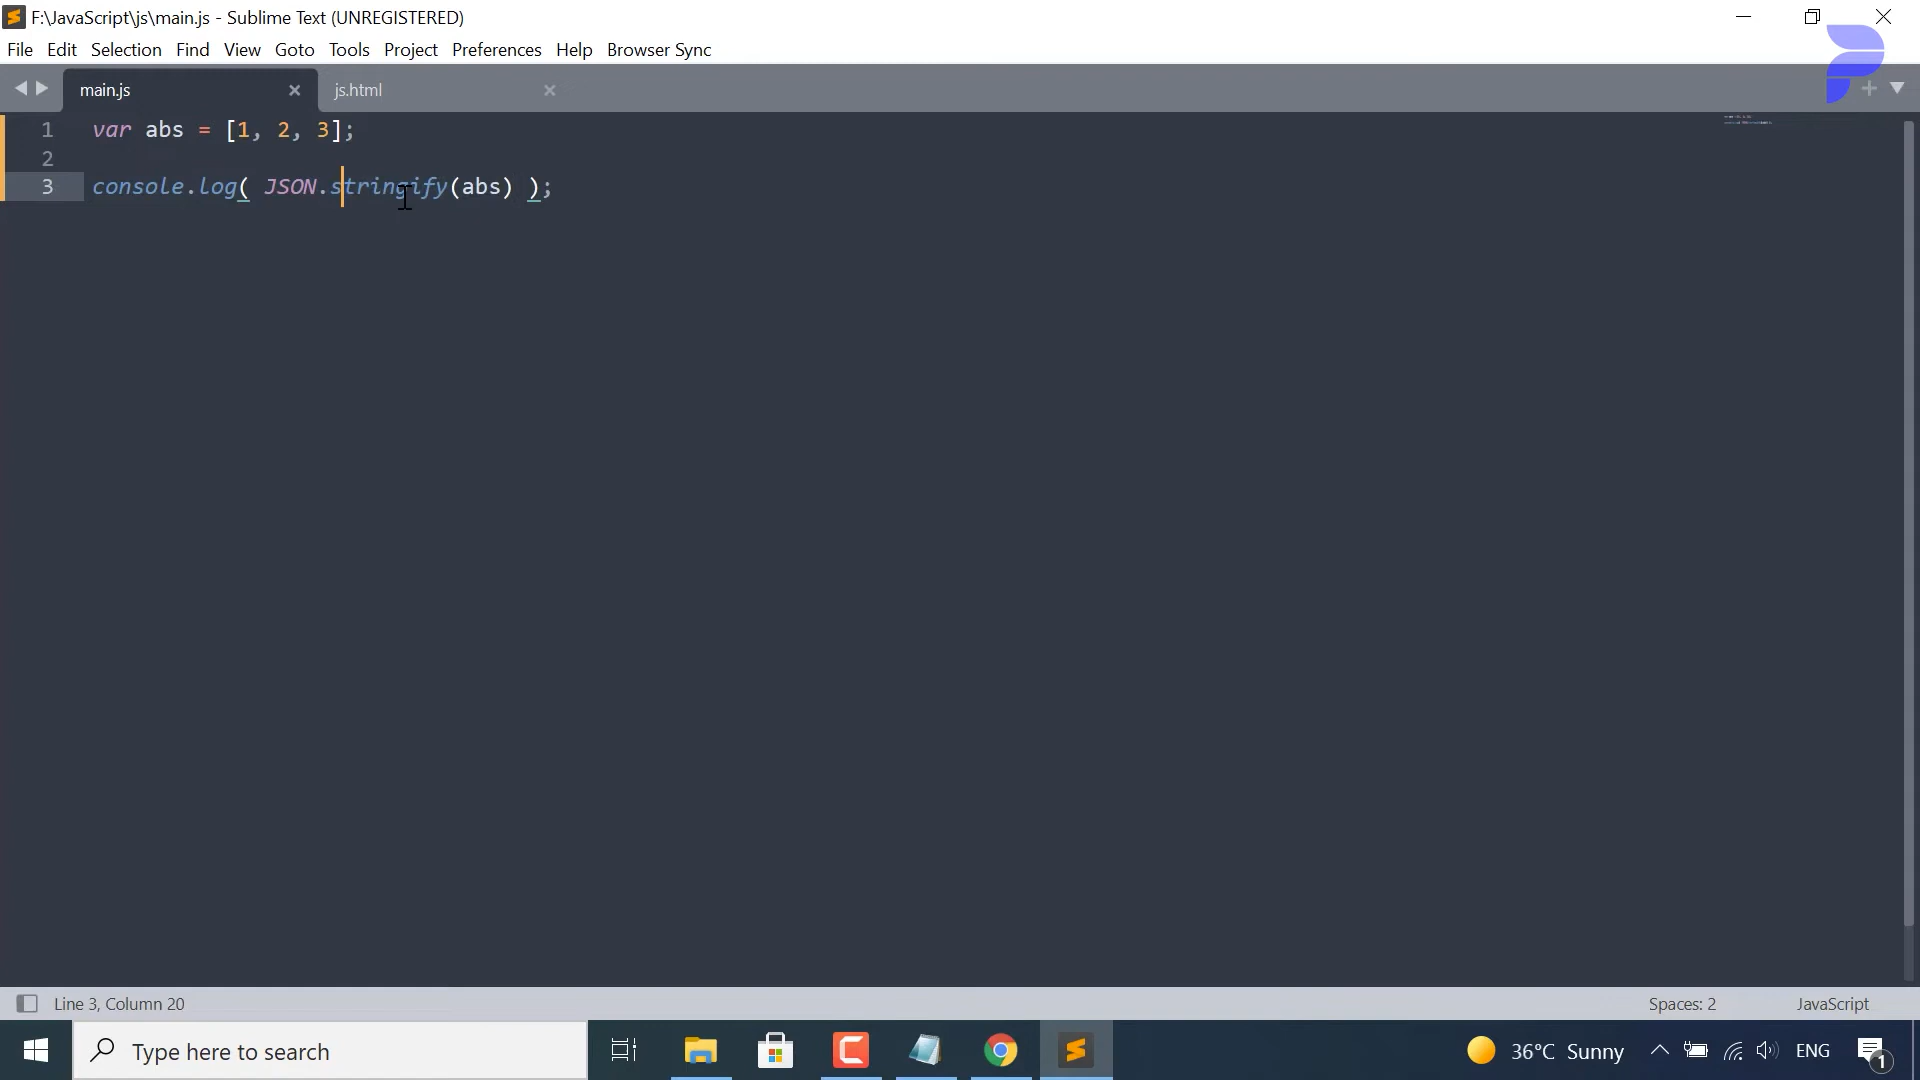 F:\JavaScript\js\main.js - Sublime Text (UNREGISTERED)
File Edit Selection Find View Goto Tools Project Preferences Help Browser Sync
main.js js.html
1 var abs = [1, 2, 3];
2
3 console.log( JSON.stringify(abs) );
Line 3, Column 20 Spaces: 2 JavaScript
Type here to search 36°C Sunny ENG 1